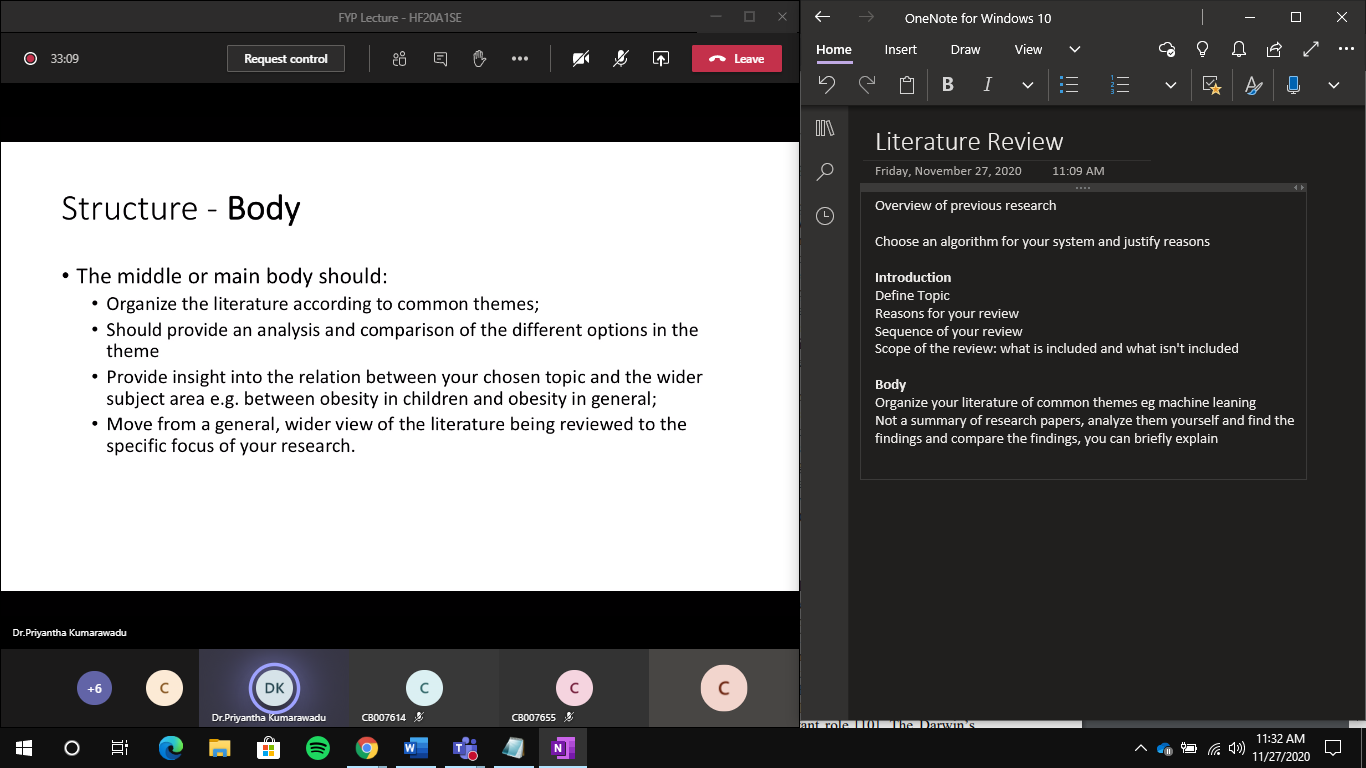 FYP Lecture - HF20A1SE
33:09
Request control
Leave
Structure - Body
• The middle or main body should:
• Organize the literature according to common themes;
• Should provide an analysis and comparison of the different options in the
theme
• Provide insight into the relation between your chosen topic and the wider
subject area e.g. between obesity in children and obesity in general;
• Move from a general, wider view of the literature being reviewed to the
specific focus of your research.
Dr.Priyantha Kumarawadu
+6
C
DK
Dr.Priyantha Kumarawadu
C
CB007614
C
CB007655
C
OneNote for Windows 10
Home Insert Draw View
B I
Literature Review
Friday, November 27, 2020 11:09 AM
Overview of previous research
Choose an algorithm for your system and justify reasons
Introduction
Define Topic
Reasons for your review
Sequence of your review
Scope of the review: what is included and what isn't included
Body
Organize your literature of common themes eg machine leaning
Not a summary of research papers, analyze them yourself and find the
findings and compare the findings, you can briefly explain
ant role [10]. The Darwin's
11:32 AM
11/27/2020